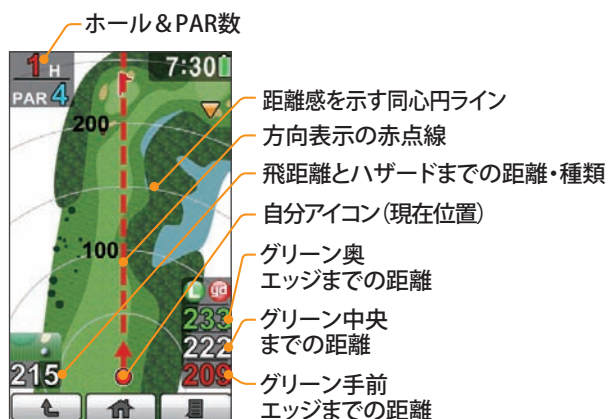 ホール&PAR数
1 H
PAR 4
7:30
200
100
L yd
233
222
209
215
距離感を示す同心円ライン
方向表示の赤点線
飛距離とハザードまでの距離・種類
自分アイコン(現在位置)
グリーン奥
エッジまでの距離
グリーン中央
までの距離
グリーン手前
エッジまでの距離